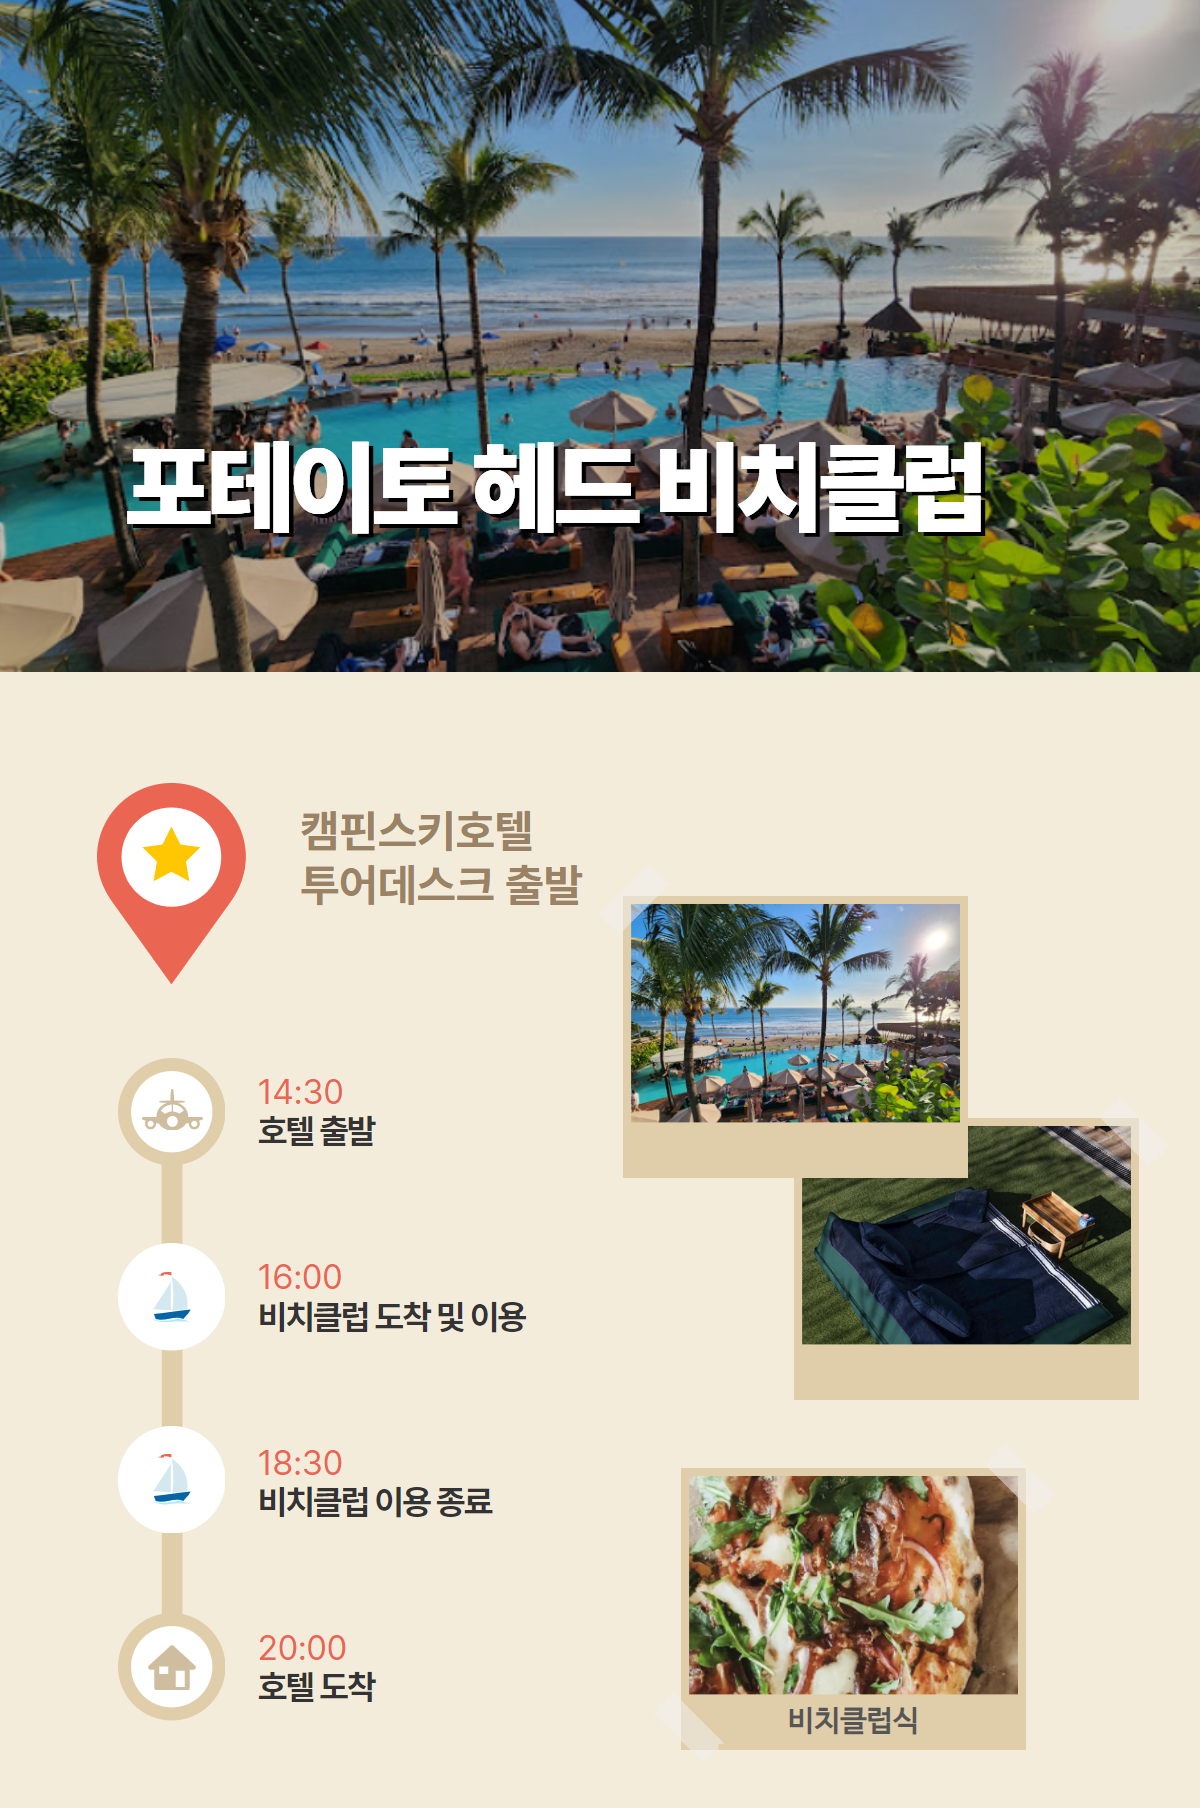 포테이토 헤드 비치클럽
캠핀스키호텔
투어데스크 출발
14:30
호텔 출발
16:00
비치클럽 도착 및 이용
18:30
비치클럽 이용 종료
20:00
호텔 도착
비치클럽식